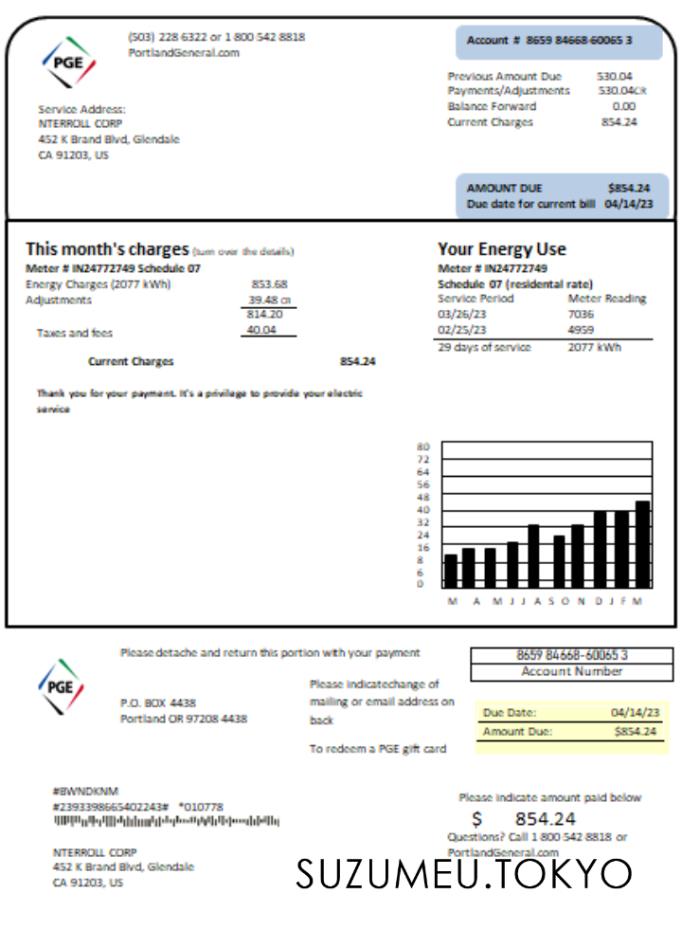 PGE
(503) 228-6322 or 1 800 542 8818
PortlandGeneral.com
Service Address:
NTERROLL CORP
452 K Brand Blvd, Glendale
CA 91203, US
Account # 8659 84668-60065 3
Previous Amount Due 530.04
Payments/Adjustments 530.04CR
Balance Forward 0.00
Current Charges 854.24
AMOUNT DUE $854.24
Due date for current bill 04/14/23
This month's charges (turn over the details)
Meter # IN24772749 Schedule 07
Energy Charges (2077 kWh) 853.68
Adjustments 39.48 CR
814.20
Taxes and fees 40.04
Current Charges 854.24
Thank you for your payment. It's a privilege to provide your electric
service
Your Energy Use
Meter # IN24772749
Schedule 07 (residental rate)
Service Period Meter Reading
03/26/23 7036
02/25/23 4959
29 days of service 2077 kWh
80
72
64
56
48
40
32
24
16
8
6
0
M A M J J A S O N D J F M
Please detache and return this portion with your payment
PGE
P.O. BOX 4438
Portland OR 97208 4438
Please indicatechange of
mailing or email address on
back
To redeem a PGE gift card
8659 84668-60065 3
Account Number
Due Date: 04/14/23
Amount Due: $854.24
#BWNDKNM
#2393398665402243# *010778
NTERROLL CORP
452 K Brand Blvd, Glendale
CA 91203, US
Please indicate amount paid below
$ 854.24
Questions? Call 1 800 542 8818 or
PortlandGeneral.com
SUZUMEU.TOKYO